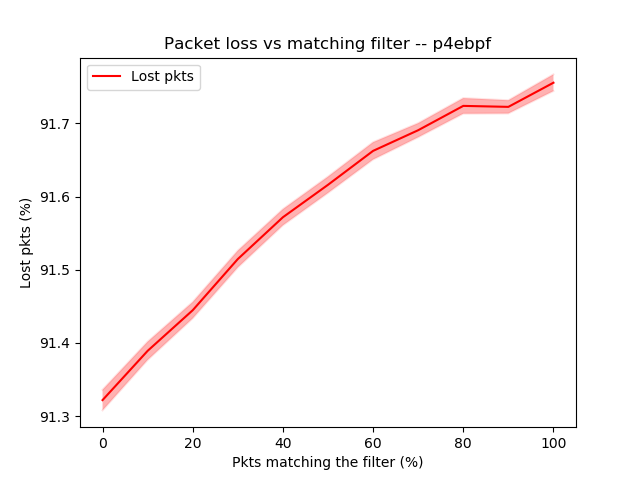 Packet loss vs matching filter -- p4ebpf
Lost pkts
Lost pkts (%)
91.7
91.6
91.5
91.4
91.3
0 20 40 60 80 100
Pkts matching the filter (%)